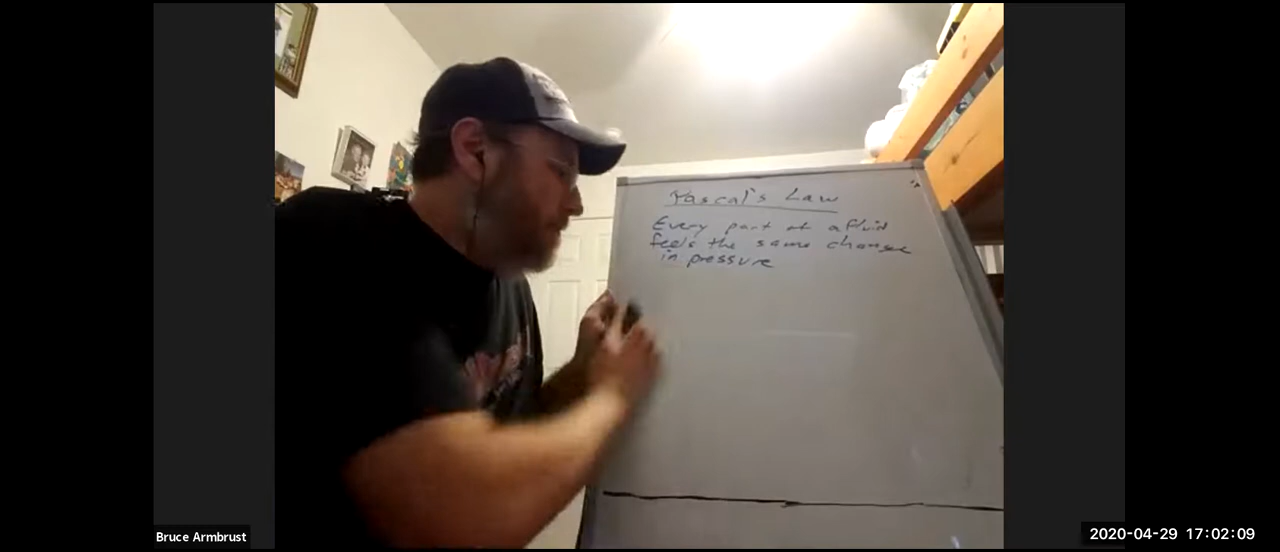 Pascal's Law
Every part of a fluid
feels the same change
in pressure
Bruce Armbrust
2020-04-29 17:02:09